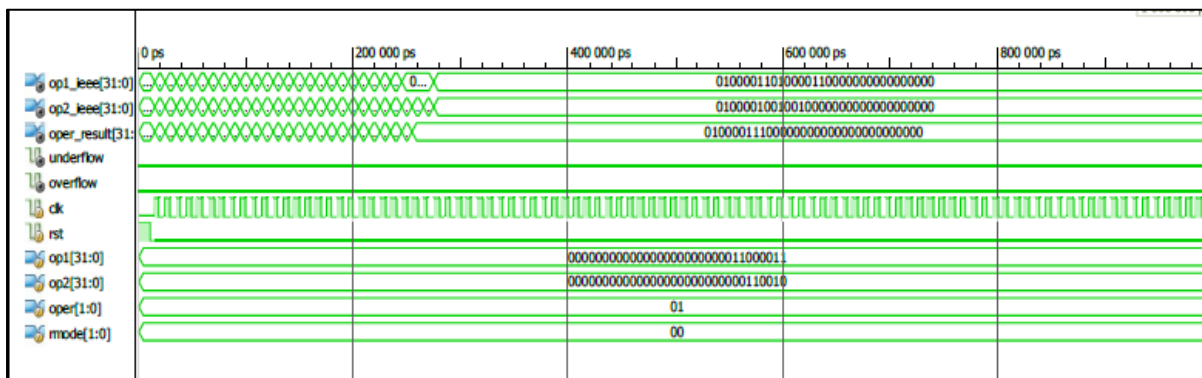 0 ps 200 000 ps 400 000 ps 600 000 ps 800 000 ps
op1_ieee[31:0] ... 0... 01000011010000110000000000000000
op2_ieee[31:0] ... 01000010010010000000000000000000
oper_result[31: ... 01000011100000000000000000000000
underflow
overflow
clk
rst
op1[31:0] 00000000000000000000000011000011
op2[31:0] 00000000000000000000000000110010
oper[1:0] 01
rmode[1:0] 00